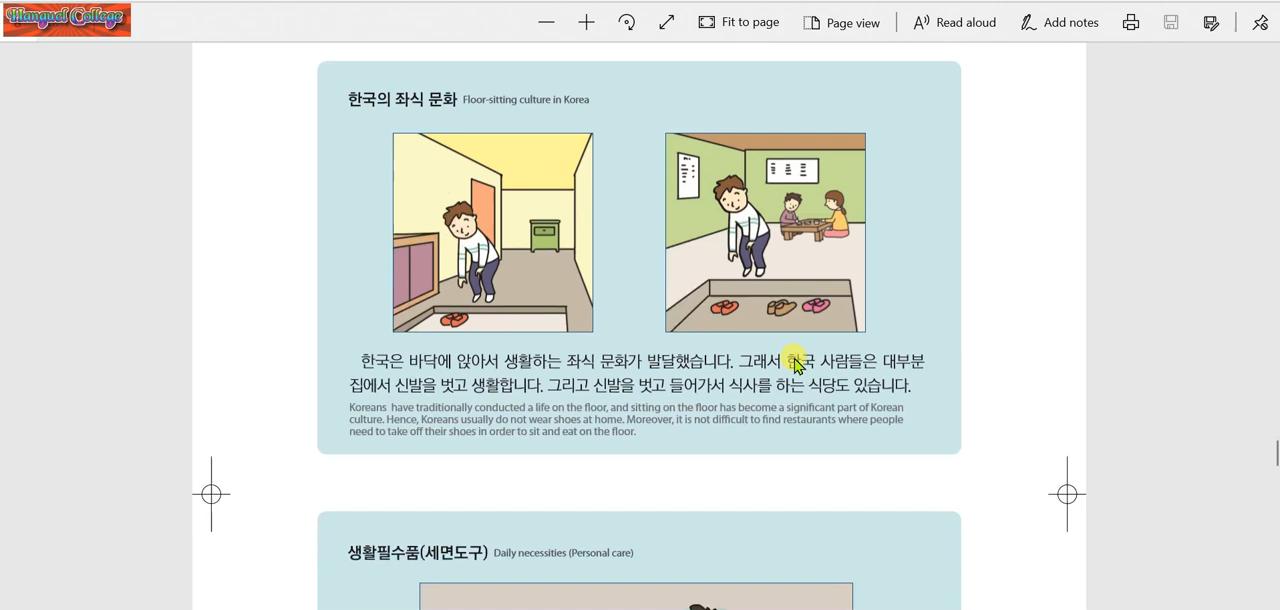 Hanguel College
Fit to page
Page view
Read aloud
Add notes
한국의 좌식 문화 Floor-sitting culture in Korea
한국은 바닥에 앉아서 생활하는 좌식 문화가 발달했습니다. 그래서 한국 사람들은 대부분
집에서 신발을 벗고 생활합니다. 그리고 신발을 벗고 들어가서 식사를 하는 식당도 있습니다.
Koreans have traditionally conducted a life on the floor, and sitting on the floor has become a significant part of Korean
culture. Hence, Koreans usually do not wear shoes at home. Moreover, it is not difficult to find restaurants where people
need to take off their shoes in order to sit and eat on the floor.
생활필수품(세면도구) Daily necessities (Personal care)